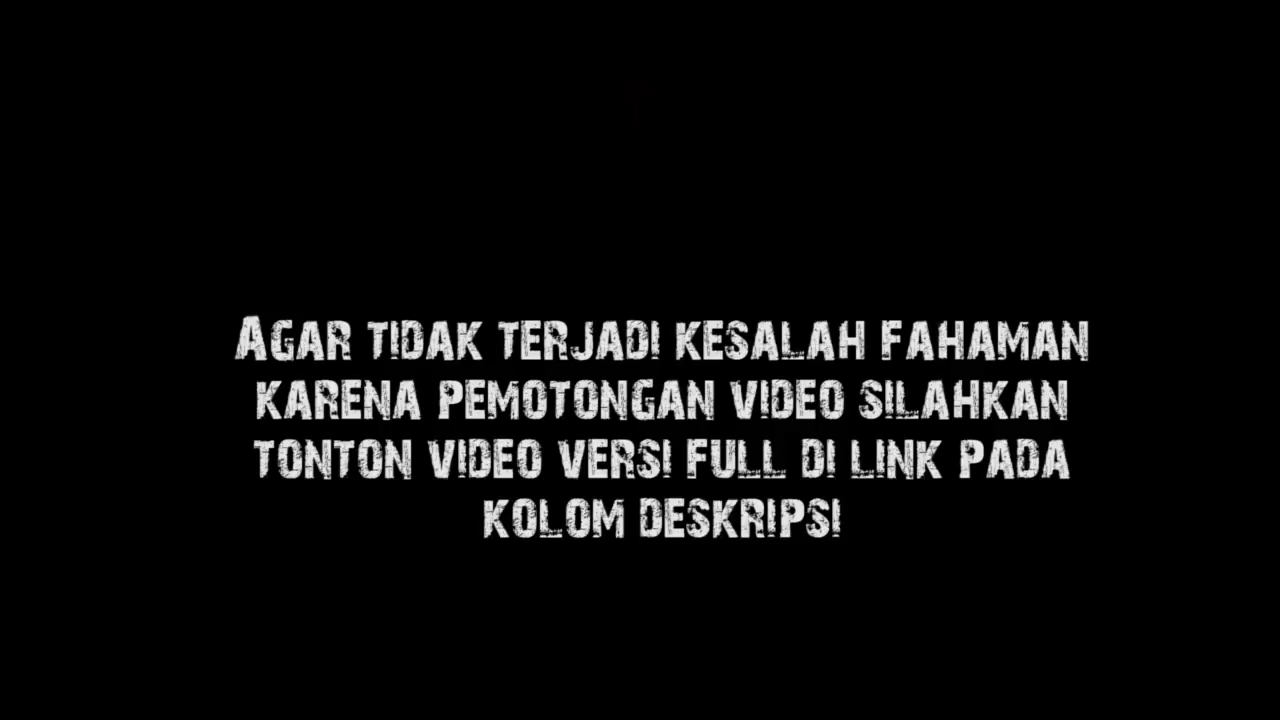 Agar tidak terjadi kesalah fahaman
karena pemotongan video silahkan
tonton video versi full di link pada
kolom deskripsi